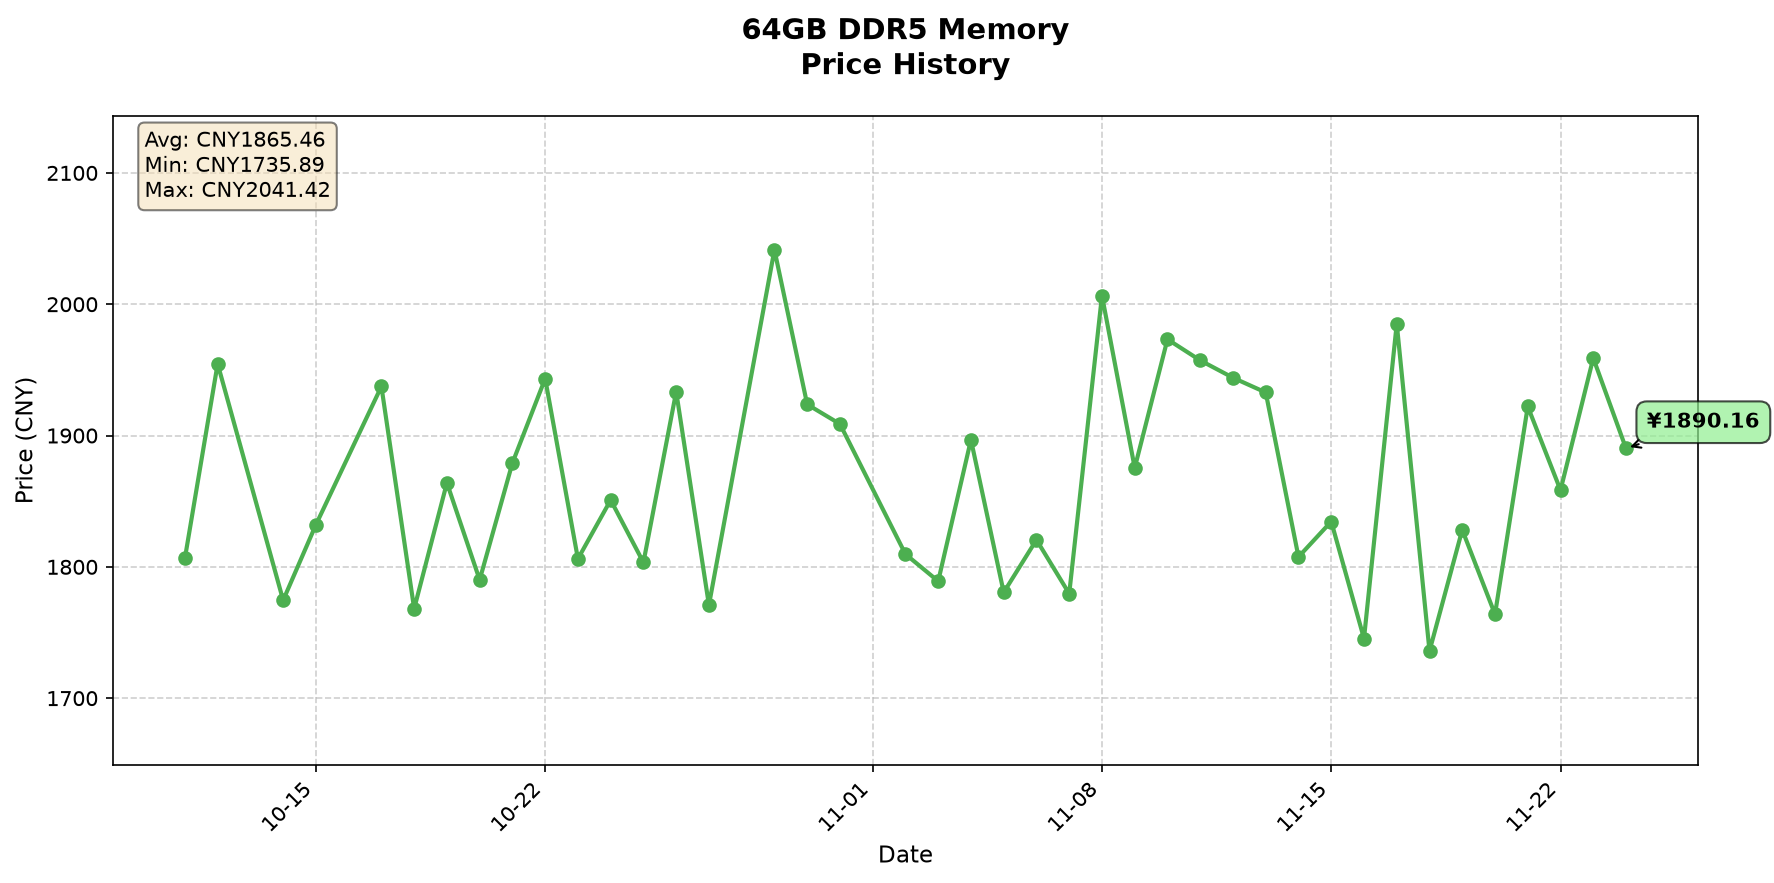 64GB DDR5 Memory
Price History
Avg: CNY1865.46
Min: CNY1735.89
Max: CNY2041.42
2100
2000
1900
1800
1700
Price (CNY)
¥1890.16
10-15
10-22
11-01
11-08
11-15
11-22
Date